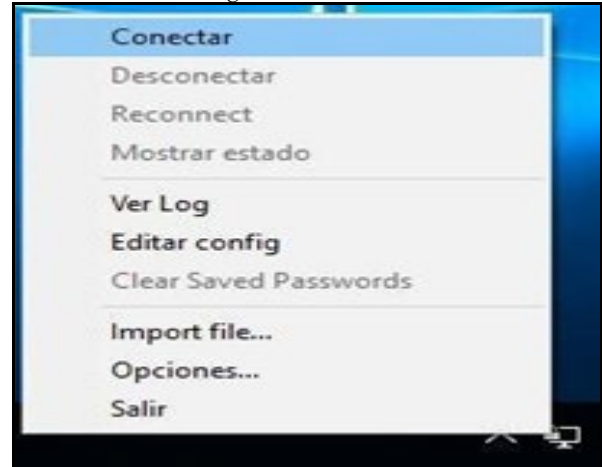 Conectar
Desconectar
Reconnect
Mostrar estado
Ver Log
Editar config
Clear Saved Passwords
Import file...
Opciones...
Salir